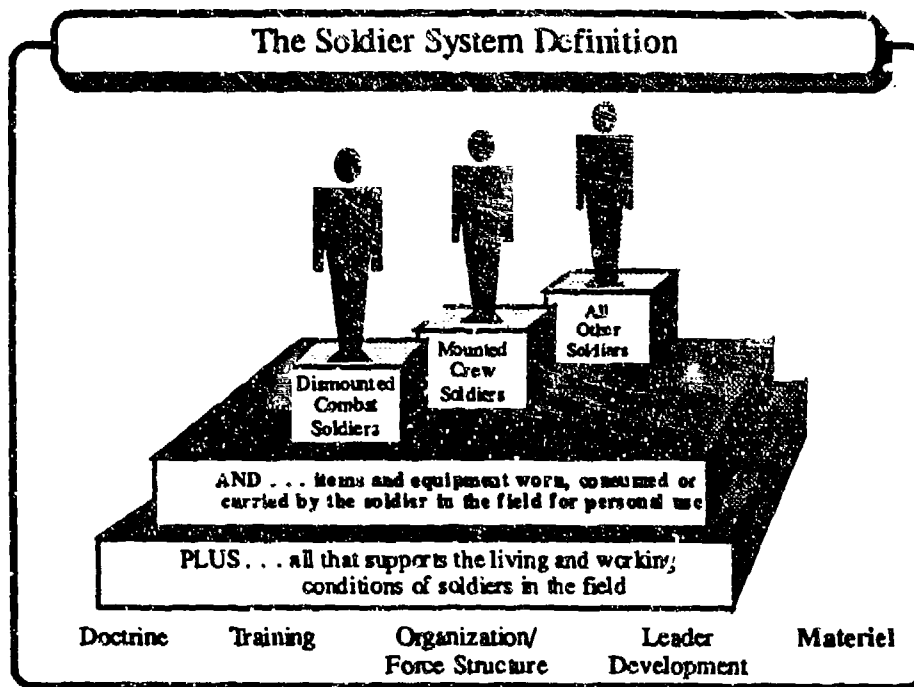 The Soldier System Definition
Dismounted
Combat
Soldiers
Mounted
Crew
Soldiers
All
Other
Soldiers
AND . . . items and equipment worn, consumed or
carried by the soldier in the field for personal use
PLUS . . . all that supports the living and working
conditions of soldiers in the field
Doctrine Training Organization/ Leader Materiel
Force Structure Development